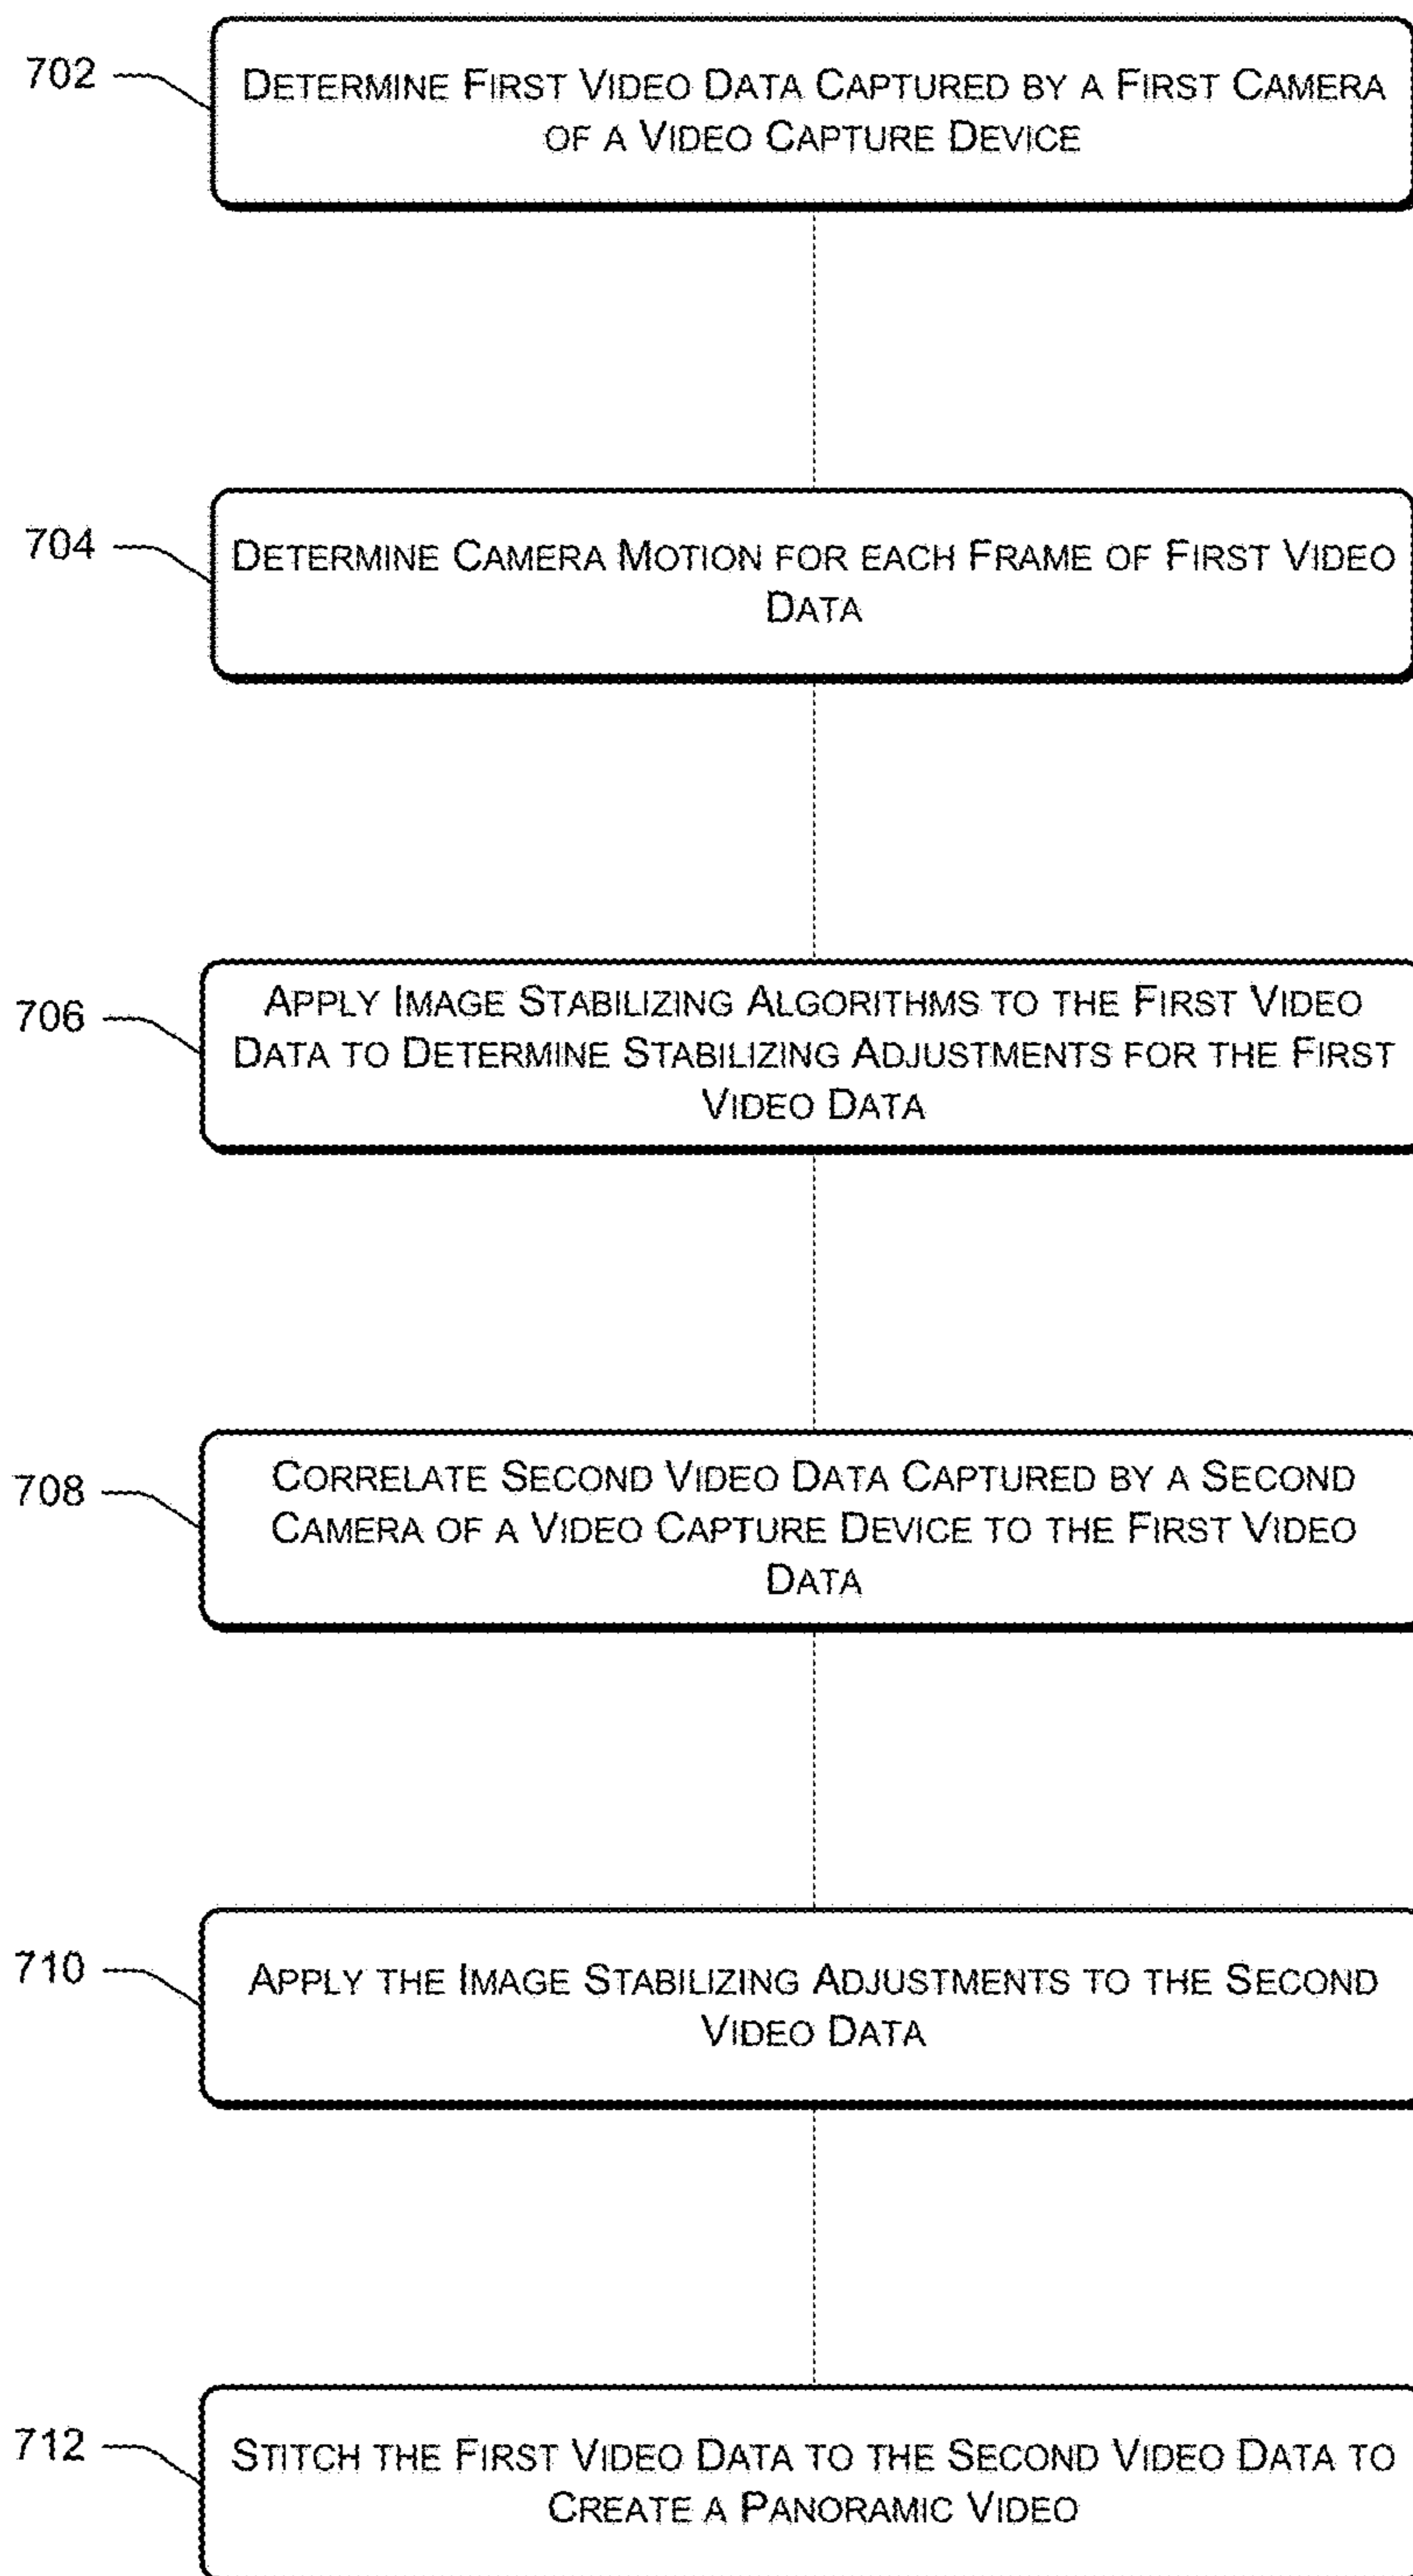 702
DETERMINE FIRST VIDEO DATA CAPTURED BY A FIRST CAMERA
OF A VIDEO CAPTURE DEVICE
704
DETERMINE CAMERA MOTION FOR EACH FRAME OF FIRST VIDEO
DATA
706
APPLY IMAGE STABILIZING ALGORITHMS TO THE FIRST VIDEO
DATA TO DETERMINE STABILIZING ADJUSTMENTS FOR THE FIRST
VIDEO DATA
708
CORRELATE SECOND VIDEO DATA CAPTURED BY A SECOND
CAMERA OF A VIDEO CAPTURE DEVICE TO THE FIRST VIDEO
DATA
710
APPLY THE IMAGE STABILIZING ADJUSTMENTS TO THE SECOND
VIDEO DATA
712
STITCH THE FIRST VIDEO DATA TO THE SECOND VIDEO DATA TO
CREATE A PANORAMIC VIDEO